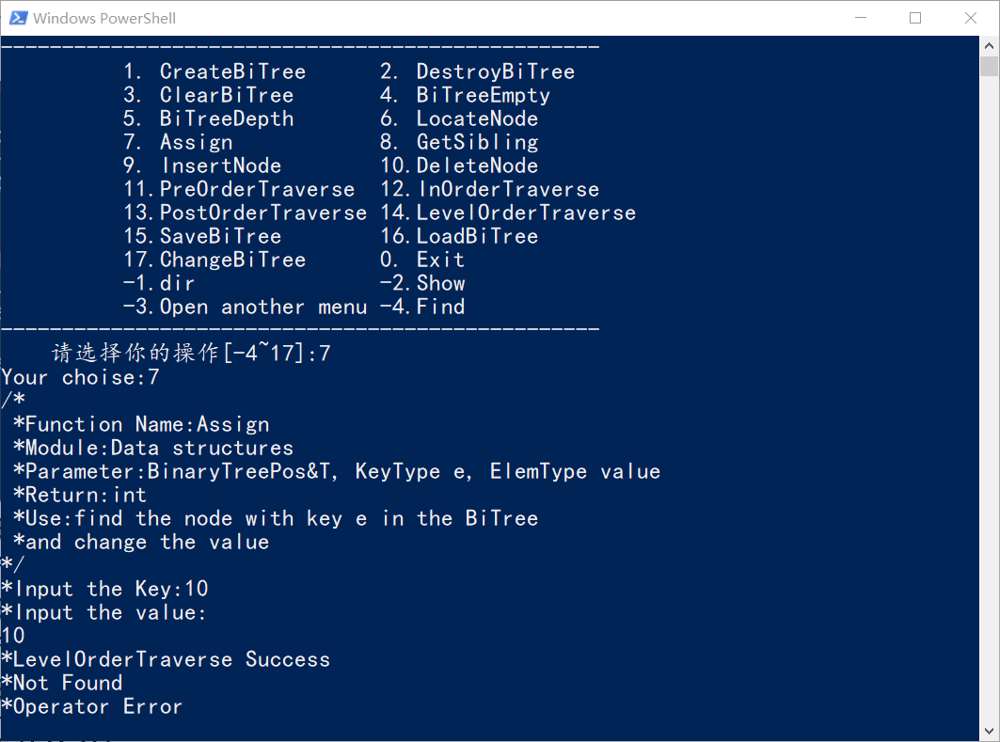 Windows PowerShell
-------------------------------------------------
1. CreateBiTree 2. DestroyBiTree
3. ClearBiTree 4. BiTreeEmpty
5. BiTreeDepth 6. LocateNode
7. Assign 8. GetSibling
9. InsertNode 10.DeleteNode
11.PreOrderTraverse 12.InOrderTraverse
13.PostOrderTraverse 14.LevelOrderTraverse
15.SaveBiTree 16.LoadBiTree
17.ChangeBiTree 0. Exit
-1.dir -2.Show
-3.Open another menu -4.Find
-------------------------------------------------
请选择你的操作[-4~17]:7
Your choise:7
/*
*Function Name:Assign
*Module:Data structures
*Parameter:BinaryTreePos&T, KeyType e, ElemType value
*Return:int
*Use:find the node with key e in the BiTree
*and change the value
*/
*Input the Key:10
*Input the value:
10
*LevelOrderTraverse Success
*Not Found
*Operator Error